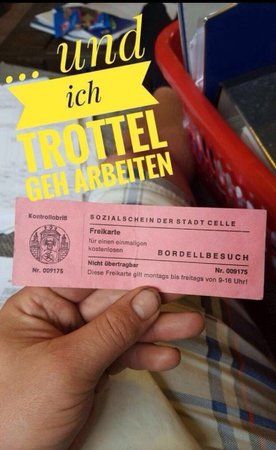 ... und
ich
TROTTEL
GEH ARBEITEN
Kontrollabriß
Nr. 009175
SOZIALSCHEIN DER STADT CELLE
Freikarte
für einen einmaligen
kostenlosen
BORDELLBESUCH
Nicht übertragbar
Nr. 009175
Diese Freikarte gilt montags bis freitags von 9-16 Uhr!